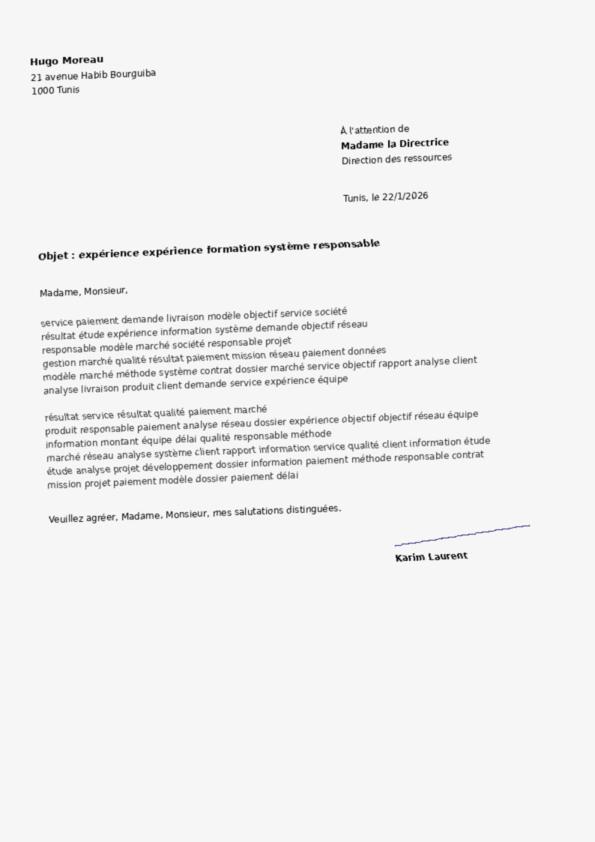 Hugo Moreau
21 avenue Habib Bourguiba
1000 Tunis
À l'attention de
Madame la Directrice
Direction des ressources
Tunis, le 22/1/2026
Objet : expérience expérience formation système responsable
Madame, Monsieur,
service paiement demande livraison modèle objectif service société
résultat étude expérience information système demande objectif réseau
responsable modèle marché société responsable projet
gestion marché qualité résultat paiement mission réseau paiement données
modèle marché méthode système contrat dossier marché service objectif rapport analyse client
analyse livraison produit client demande service expérience équipe
résultat service résultat qualité paiement marché
produit responsable paiement analyse réseau dossier expérience objectif objectif réseau équipe
information montant équipe délai qualité responsable méthode
marché réseau analyse système client rapport information service qualité client information étude
étude analyse projet développement dossier information paiement méthode responsable contrat
mission projet paiement modèle dossier paiement délai
Veuillez agréer, Madame, Monsieur, mes salutations distinguées.
Karim Laurent